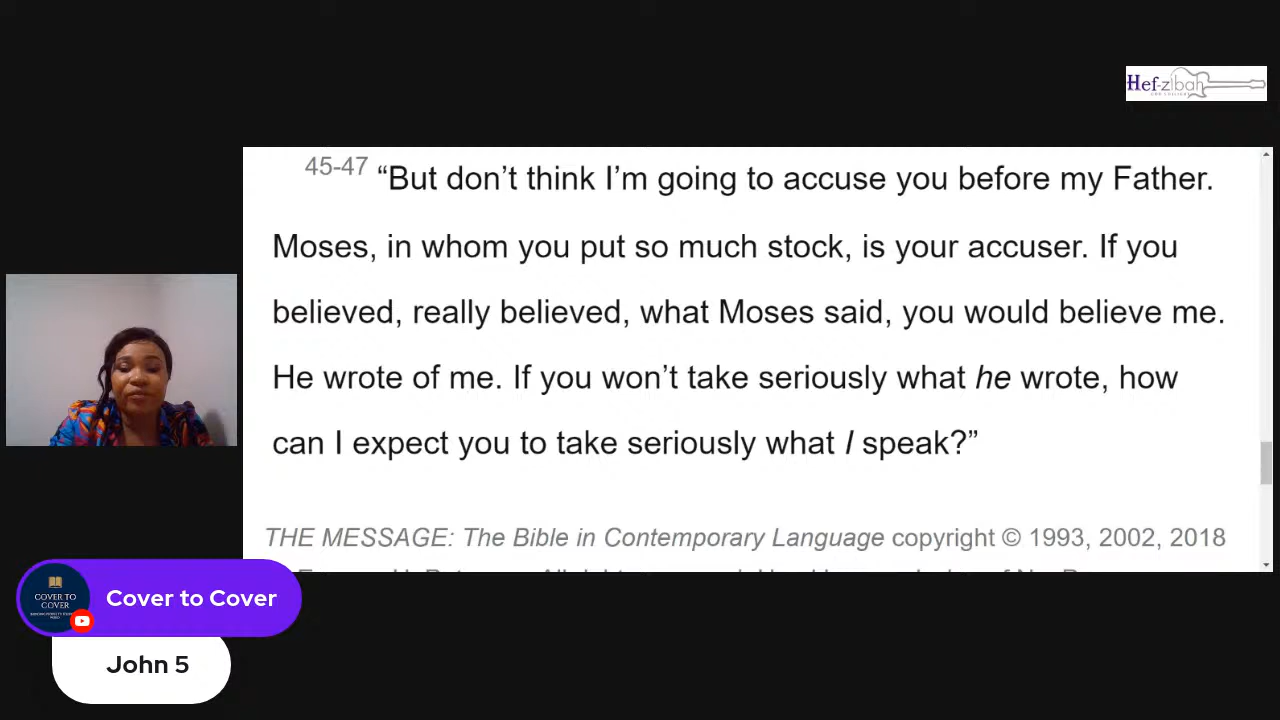 Hef-zibah
45-47 “But don’t think I’m going to accuse you before my Father.
Moses, in whom you put so much stock, is your accuser. If you
believed, really believed, what Moses said, you would believe me.
He wrote of me. If you won’t take seriously what he wrote, how
can I expect you to take seriously what I speak?”
THE MESSAGE: The Bible in Contemporary Language copyright © 1993, 2002, 2018
COVER TO
COVER
Cover to Cover
John 5